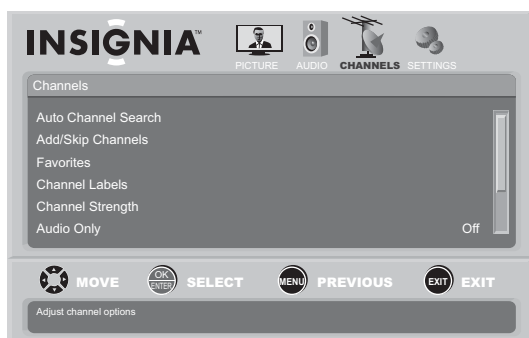 INSIGNIA™
PICTURE AUDIO CHANNELS SETTINGS
Channels
Auto Channel Search
Add/Skip Channels
Favorites
Channel Labels
Channel Strength
Audio Only Off
MOVE OK ENTER SELECT MENU PREVIOUS EXIT EXIT
Adjust channel options